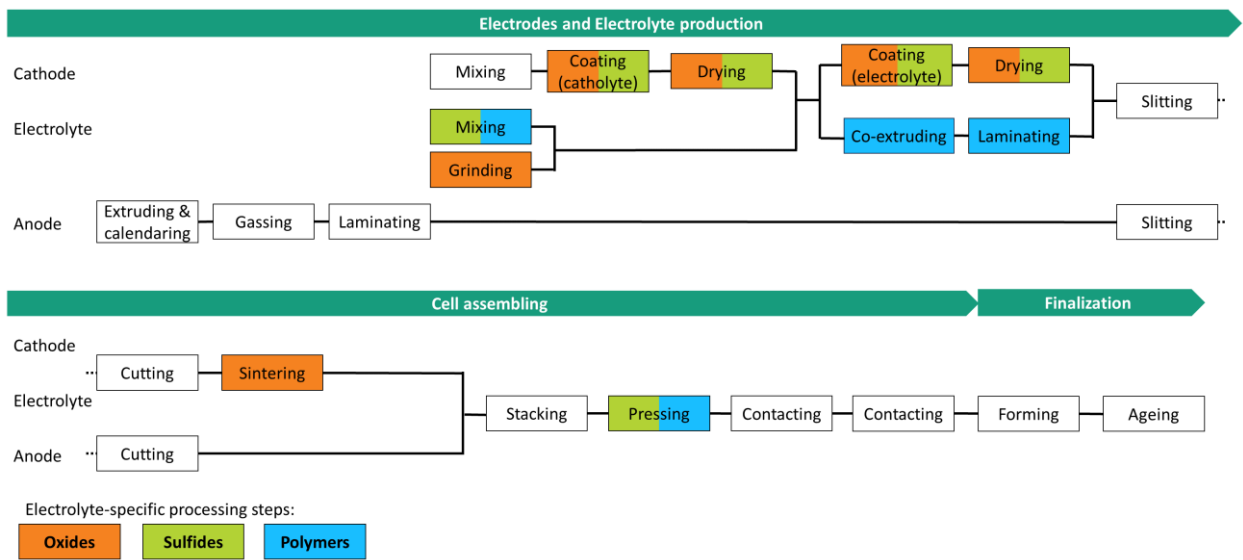 Electrodes and Electrolyte production
Cathode
Mixing
Coating
(catholyte)
Drying
Coating
(electrolyte)
Drying
Slitting
Electrolyte
Mixing
Grinding
Co-extruding
Laminating
Anode
Extruding &
calendaring
Gassing
Laminating
Slitting
Cell assembling
Finalization
Cathode
Cutting
Sintering
Electrolyte
Stacking
Pressing
Contacting
Contacting
Forming
Ageing
Anode
Cutting
Electrolyte-specific processing steps:
Oxides
Sulfides
Polymers